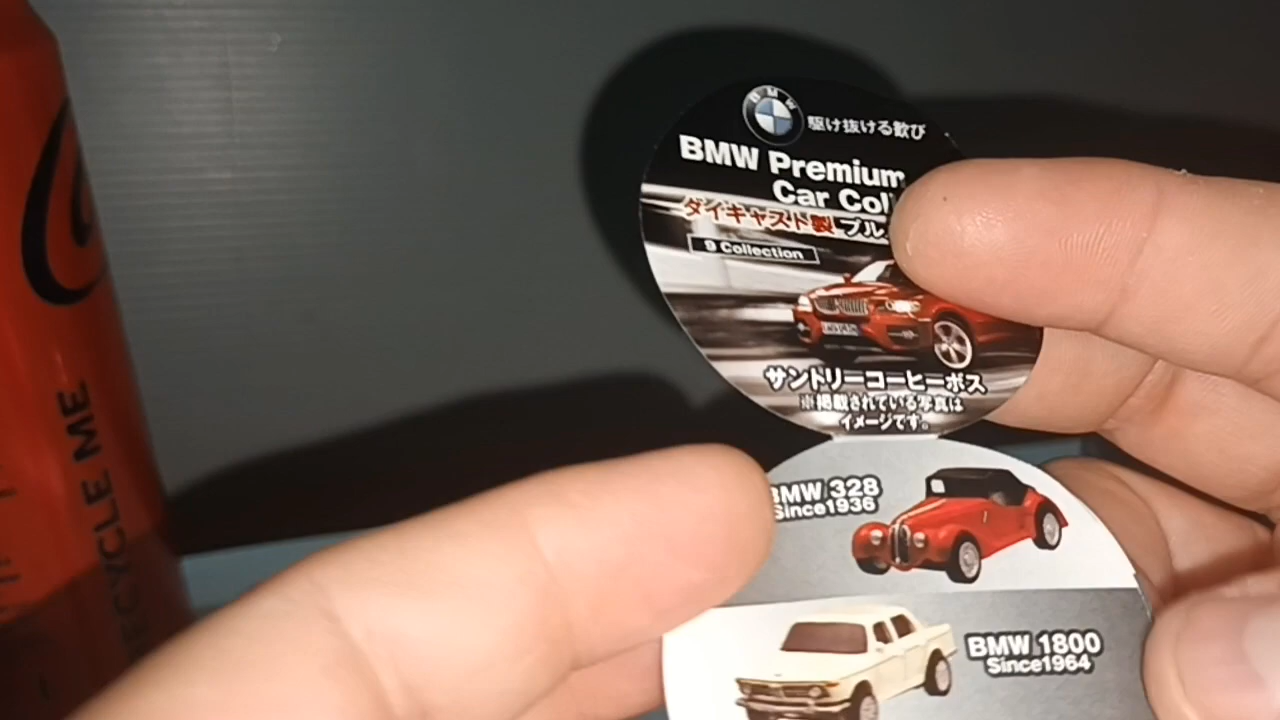 BMW
駆け抜ける歓び
BMW Premium
Car Col
ダイキャスト製 プル
9 Collection
サントリーコーヒーボス
※掲載されている写真は
イメージです。
BMW 328
Since1936
BMW 1800
Since1964
RECYCLE ME